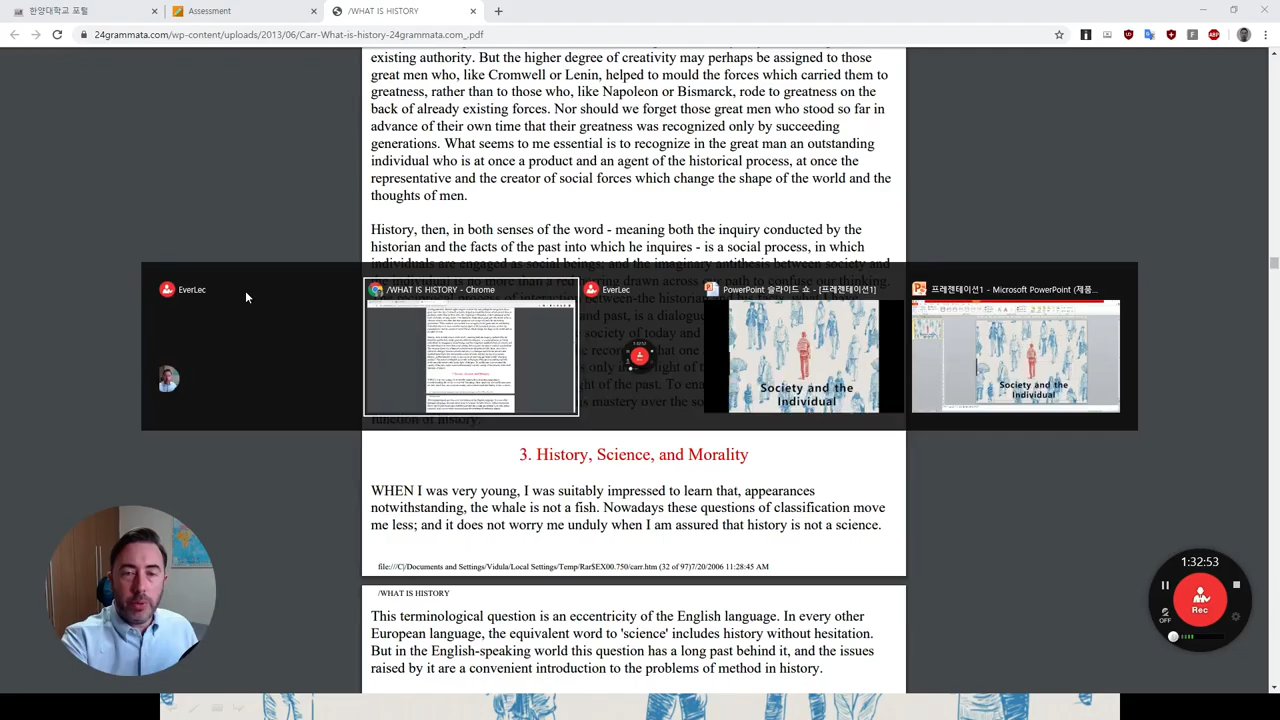 한양대학교 포털
Assessment
/WHAT IS HISTORY
24grammata.com/wp-content/uploads/2013/06/Carr-What-is-history-24grammata.com_.pdf
existing authority. But the higher degree of creativity may perhaps be assigned to those
great men who, like Cromwell or Lenin, helped to mould the forces which carried them to
greatness, rather than to those who, like Napoleon or Bismarck, rode to greatness on the
back of already existing forces. Nor should we forget those great men who stood so far in
advance of their own time that their greatness was recognized only by succeeding
generations. What seems to me essential is to recognize in the great man an outstanding
individual who is at once a product and an agent of the historical process, at once the
representative and the creator of social forces which change the shape of the world and the
thoughts of men.
History, then, in both senses of the word - meaning both the inquiry conducted by the
historian and the facts of the past into which he inquires - is a social process, in which
individuals are engaged as social beings; and the imaginary antithesis between society and
EverLec
/WHAT IS HISTORY - Chrome
EverLec
PowerPoint 슬라이드 쇼 - [프레젠테이션1]
프레젠테이션1 - Microsoft PowerPoint (제품...
Society and the
Individual
Society and the
Individual
3. History, Science, and Morality
WHEN I was very young, I was suitably impressed to learn that, appearances
notwithstanding, the whale is not a fish. Nowadays these questions of classification move
me less; and it does not worry me unduly when I am assured that history is not a science.
file:///C|/Documents and Settings/Vidula/Local Settings/Temp/Rar$EX00.750/carr.htm (32 of 97)7/20/2006 11:28:45 AM
/WHAT IS HISTORY
This terminological question is an eccentricity of the English language. In every other
European language, the equivalent word to 'science' includes history without hesitation.
But in the English-speaking world this question has a long past behind it, and the issues
raised by it are a convenient introduction to the problems of method in history.
1:32:53
Rec
OFF